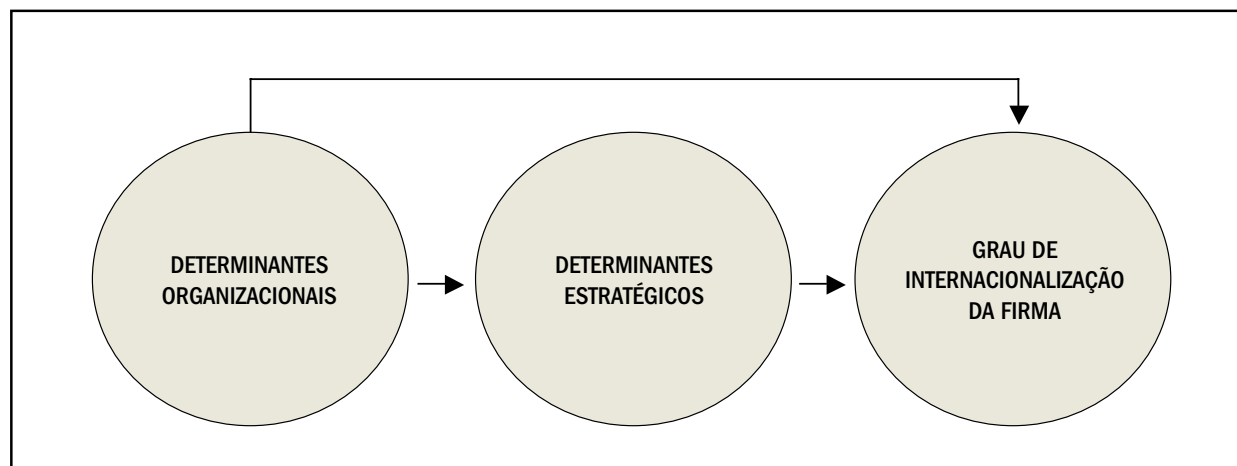 DETERMINANTES
ORGANIZACIONAIS
DETERMINANTES
ESTRATÉGICOS
GRAU DE
INTERNACIONALIZAÇÃO
DA FIRMA